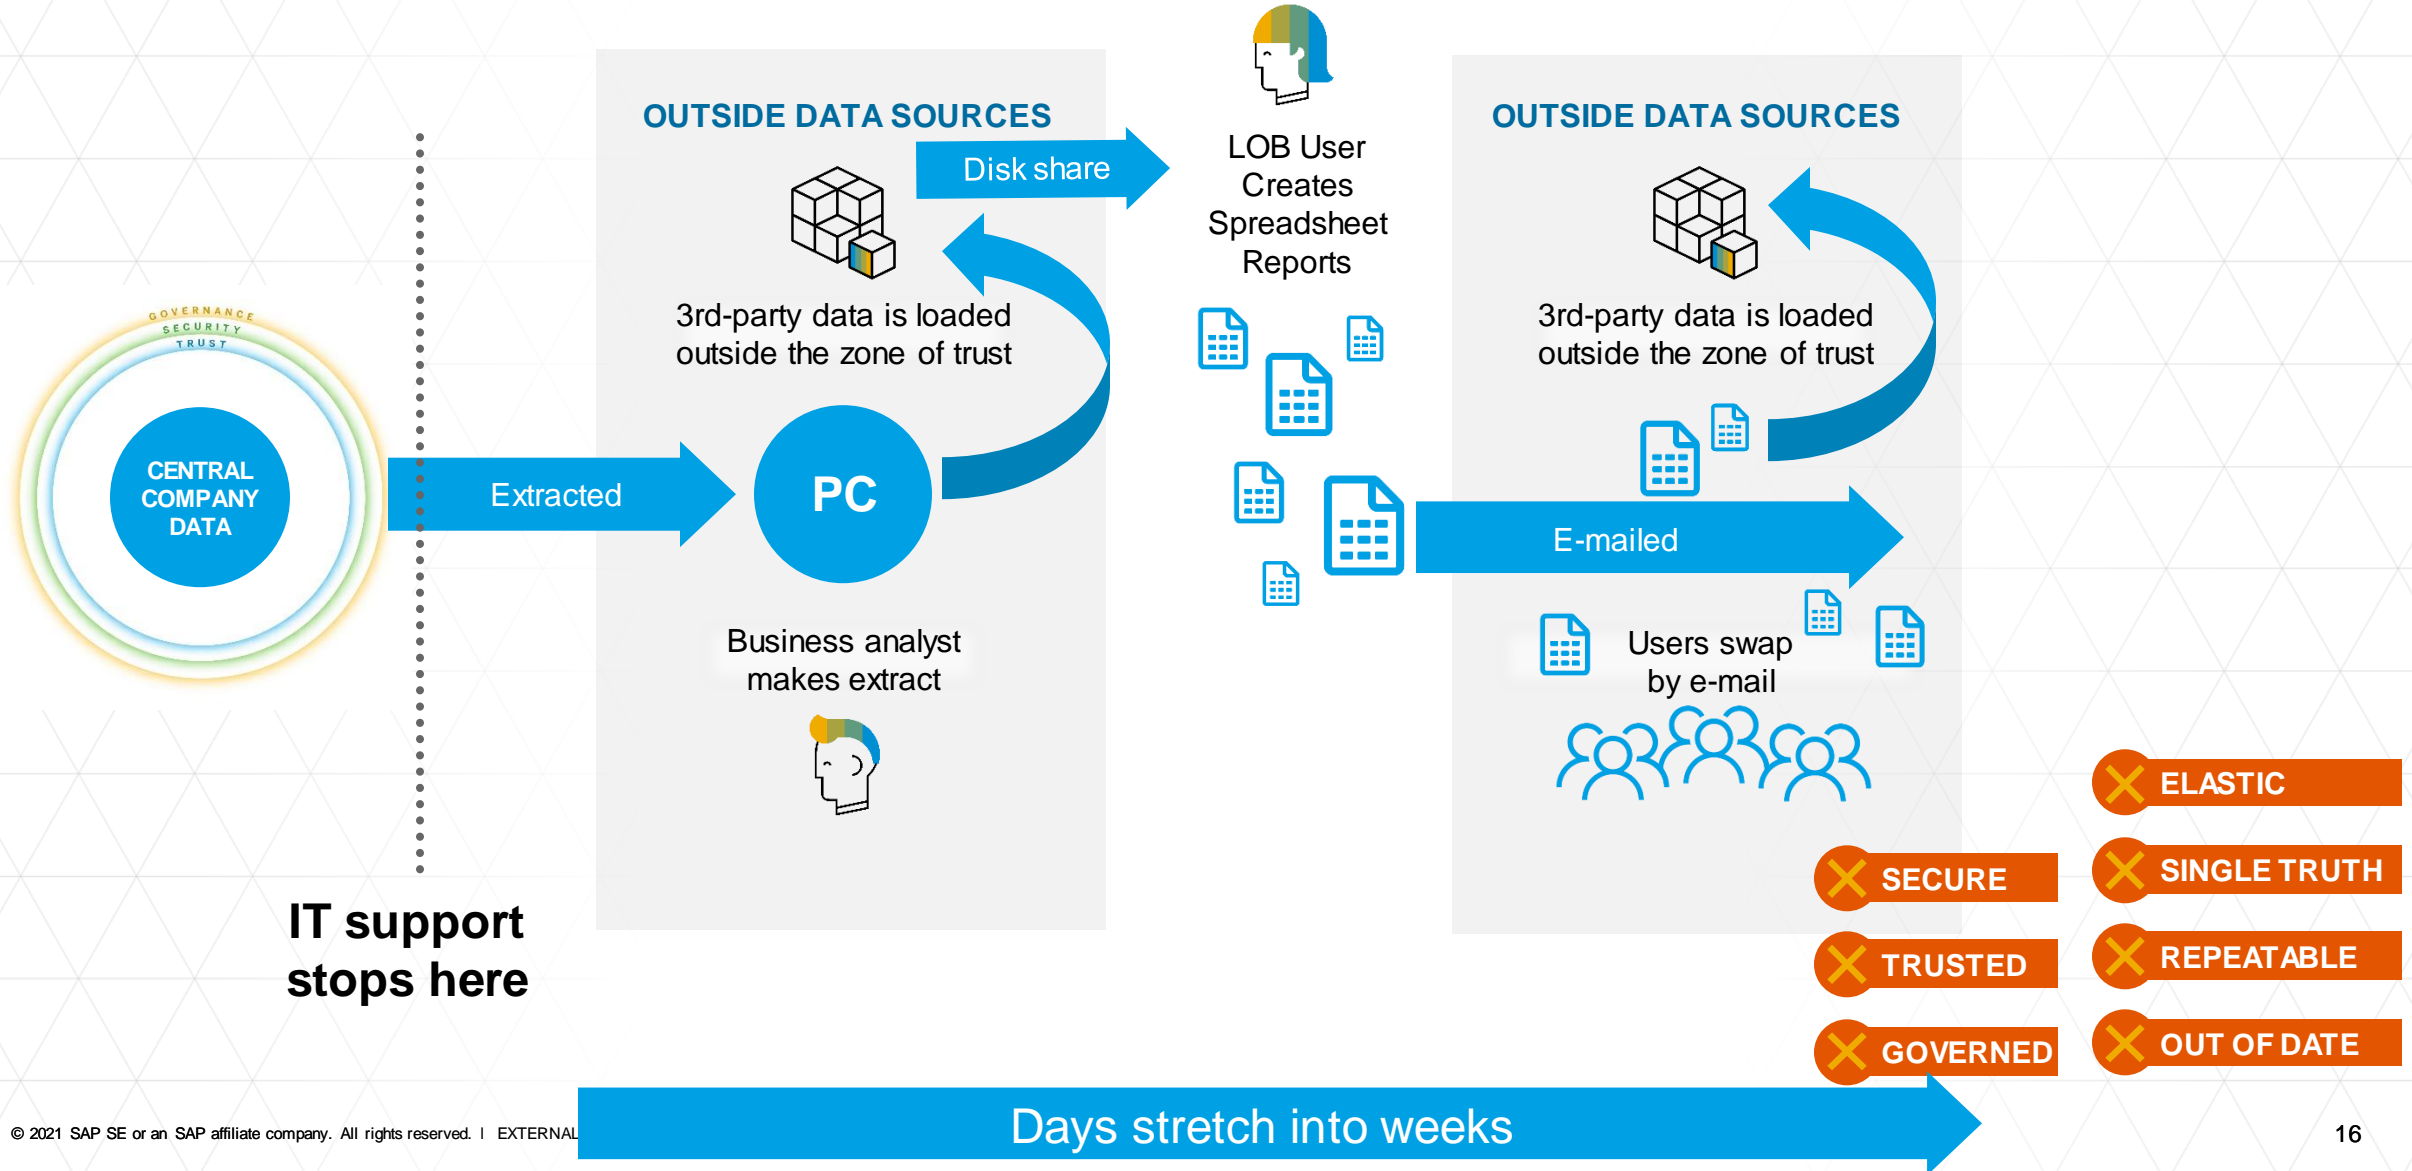 GOVERNANCE
SECURITY
TRUST
CENTRAL
COMPANY
DATA
IT support
stops here
Extracted
OUTSIDE DATA SOURCES
3rd-party data is loaded
outside the zone of trust
PC
Business analyst
makes extract
Disk share
LOB User
Creates
Spreadsheet
Reports
OUTSIDE DATA SOURCES
3rd-party data is loaded
outside the zone of trust
E-mailed
Users swap
by e-mail
SECURE
TRUSTED
GOVERNED
ELASTIC
SINGLE TRUTH
REPEATABLE
OUT OF DATE
Days stretch into weeks
© 2021 SAP SE or an SAP affiliate company. All rights reserved. ǀ EXTERNAL
16